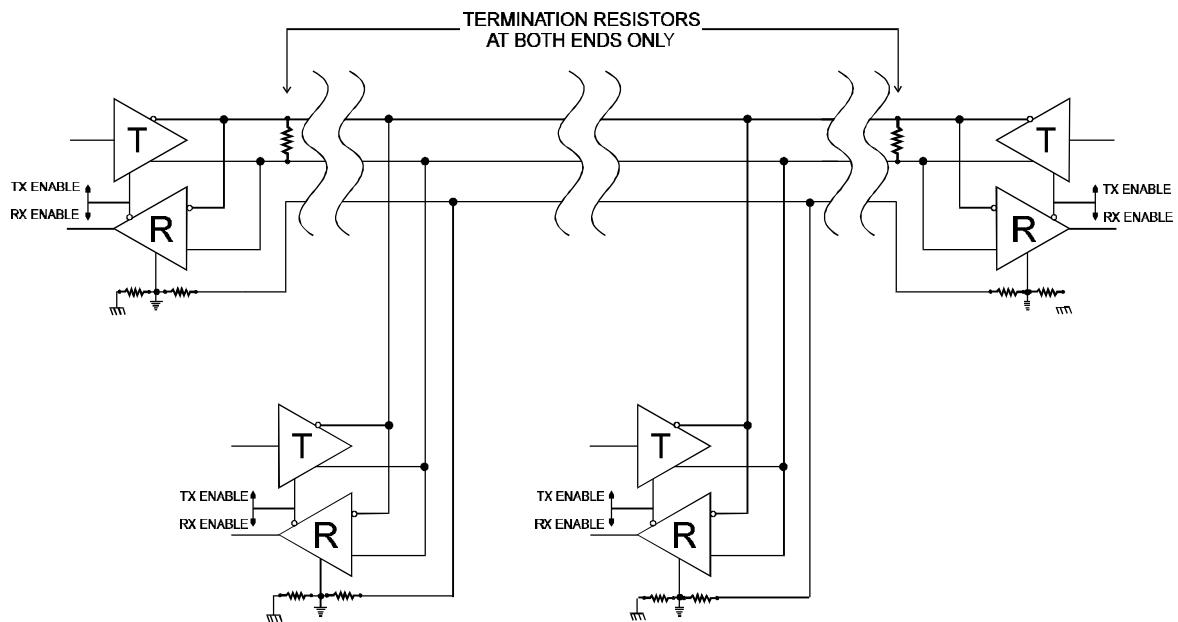 TERMINATION RESISTORS
AT BOTH ENDS ONLY
T
T
TX ENABLE
RX ENABLE
TX ENABLE
RX ENABLE
R
R
T
T
TX ENABLE
RX ENABLE
TX ENABLE
RX ENABLE
R
R